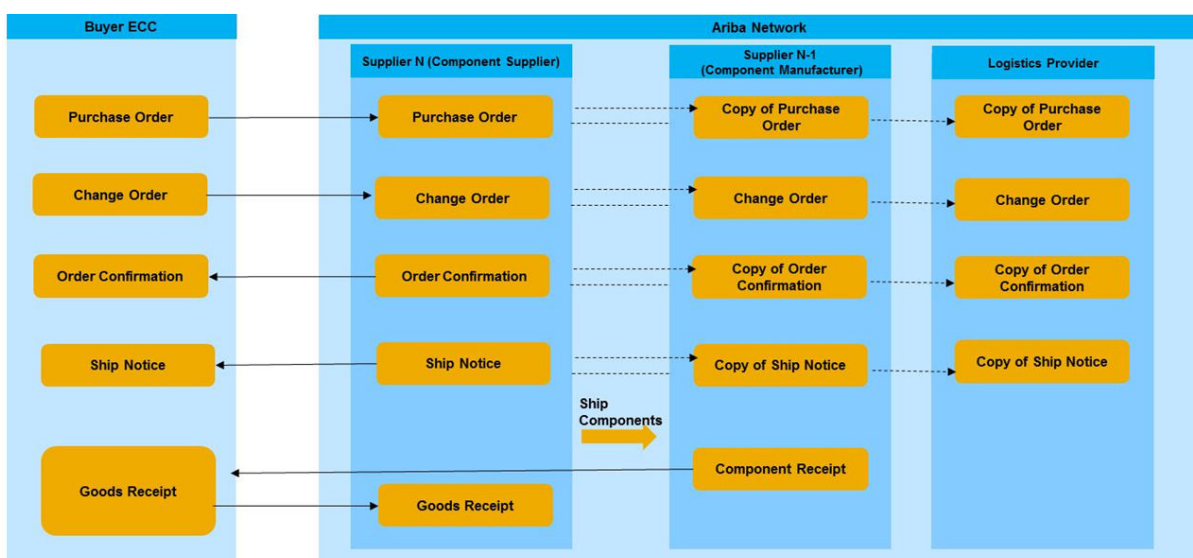 Buyer ECC
Ariba Network
Supplier N (Component Supplier)
Supplier N-1
(Component Manufacturer)
Logistics Provider
Purchase Order
Purchase Order
Copy of Purchase
Order
Copy of Purchase
Order
Change Order
Change Order
Change Order
Change Order
Order Confirmation
Order Confirmation
Copy of Order
Confirmation
Copy of Order
Confirmation
Ship Notice
Ship Notice
Copy of Ship Notice
Copy of Ship Notice
Ship
Components
Goods Receipt
Component Receipt
Goods Receipt